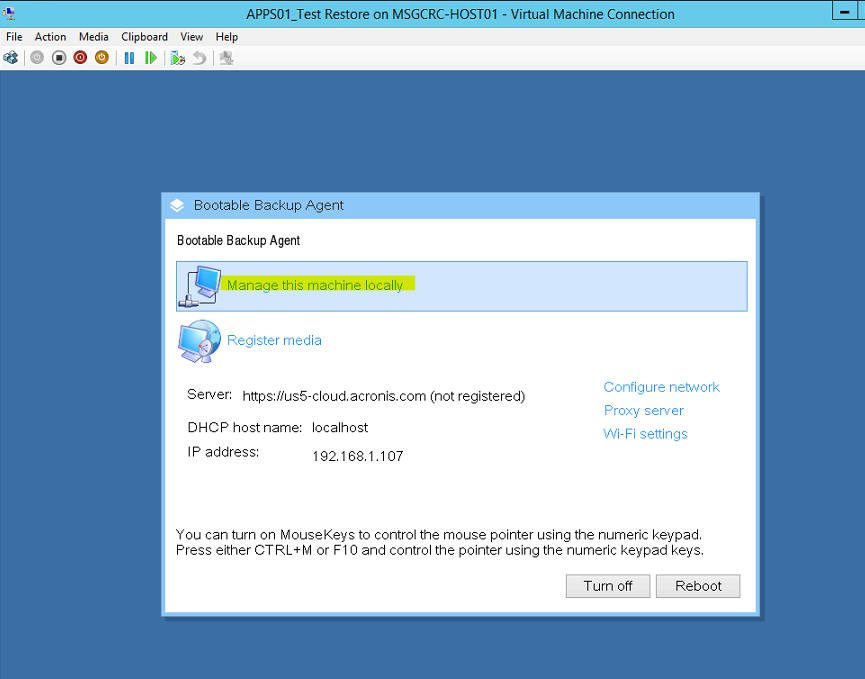 APPS01_Test Restore on MSGCRC-HOST01 - Virtual Machine Connection
File Action Media Clipboard View Help
Bootable Backup Agent
Bootable Backup Agent
Manage this machine locally
Register media
Server: https://us5-cloud.acronis.com (not registered)
Configure network
Proxy server
DHCP host name: localhost
Wi-Fi settings
IP address: 192.168.1.107
You can turn on MouseKeys to control the mouse pointer using the numeric keypad.
Press either CTRL+M or F10 and control the pointer using the numeric keypad keys.
Turn off Reboot